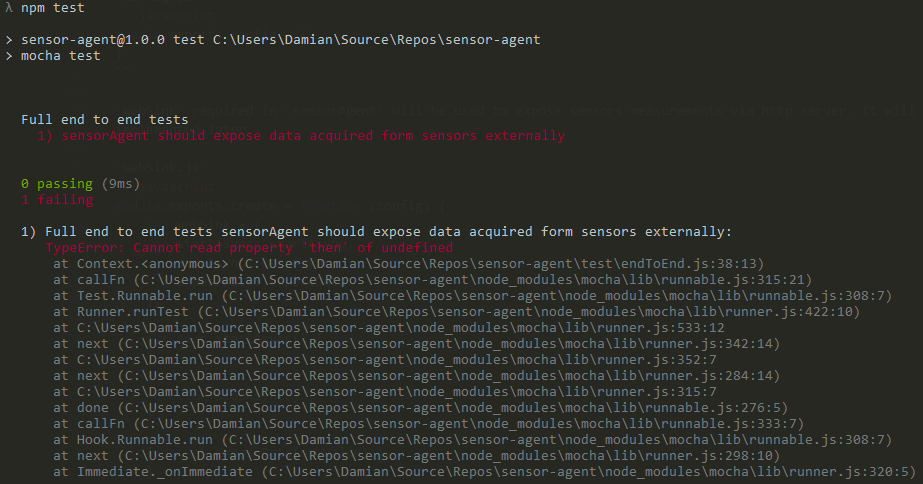 λ npm test
> sensor-agent@1.0.0 test C:\Users\Damian\Source\Repos\sensor-agent
> mocha test
Full end to end tests
1) sensorAgent should expose data acquired form sensors externally
0 passing (9ms)
1 failing
1) Full end to end tests sensorAgent should expose data acquired form sensors externally:
TypeError: Cannot read property 'then' of undefined
at Context.<anonymous> (C:\Users\Damian\Source\Repos\sensor-agent\test\endToEnd.js:38:13)
at callFn (C:\Users\Damian\Source\Repos\sensor-agent\node_modules\mocha\lib\runnable.js:315:21)
at Test.Runnable.run (C:\Users\Damian\Source\Repos\sensor-agent\node_modules\mocha\lib\runnable.js:308:7)
at Runner.runTest (C:\Users\Damian\Source\Repos\sensor-agent\node_modules\mocha\lib\runner.js:422:10)
at C:\Users\Damian\Source\Repos\sensor-agent\node_modules\mocha\lib\runner.js:533:12
at next (C:\Users\Damian\Source\Repos\sensor-agent\node_modules\mocha\lib\runner.js:342:14)
at C:\Users\Damian\Source\Repos\sensor-agent\node_modules\mocha\lib\runner.js:352:7
at next (C:\Users\Damian\Source\Repos\sensor-agent\node_modules\mocha\lib\runner.js:284:14)
at C:\Users\Damian\Source\Repos\sensor-agent\node_modules\mocha\lib\runner.js:315:7
at done (C:\Users\Damian\Source\Repos\sensor-agent\node_modules\mocha\lib\runnable.js:276:5)
at callFn (C:\Users\Damian\Source\Repos\sensor-agent\node_modules\mocha\lib\runnable.js:333:7)
at Hook.Runnable.run (C:\Users\Damian\Source\Repos\sensor-agent\node_modules\mocha\lib\runnable.js:308:7)
at next (C:\Users\Damian\Source\Repos\sensor-agent\node_modules\mocha\lib\runner.js:298:10)
at Immediate._onImmediate (C:\Users\Damian\Source\Repos\sensor-agent\node_modules\mocha\lib\runner.js:320:5)